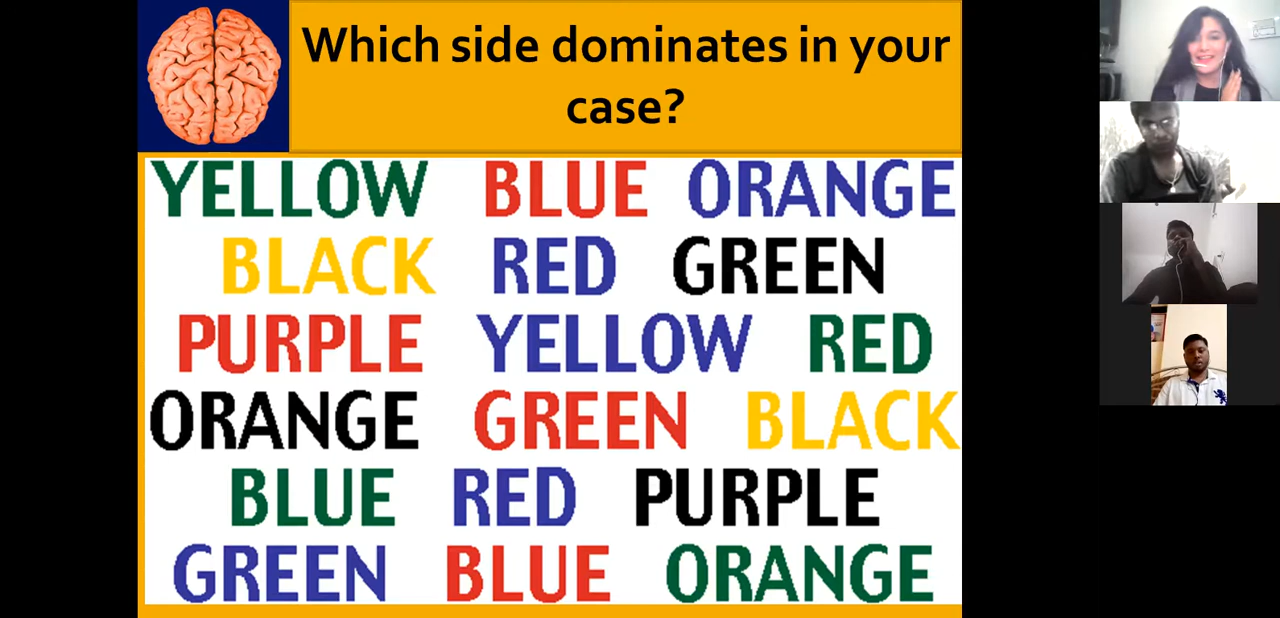 Which side dominates in your
case?
YELLOW BLUE ORANGE
BLACK RED GREEN
PURPLE YELLOW RED
ORANGE GREEN BLACK
BLUE RED PURPLE
GREEN BLUE ORANGE